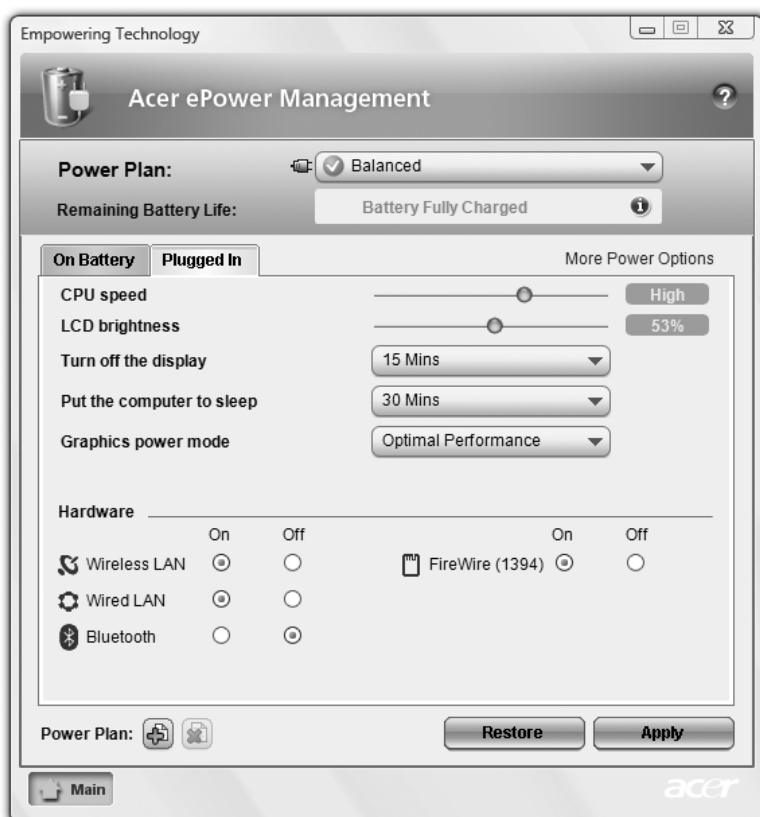 Empowering Technology
Acer ePower Management
?
Power Plan: Balanced
Remaining Battery Life: Battery Fully Charged
On Battery Plugged In More Power Options
CPU speed High
LCD brightness 53%
Turn off the display 15 Mins
Put the computer to sleep 30 Mins
Graphics power mode Optimal Performance
Hardware
On Off On Off
Wireless LAN FireWire (1394)
Wired LAN
Bluetooth
Power Plan: Restore Apply
Main acer